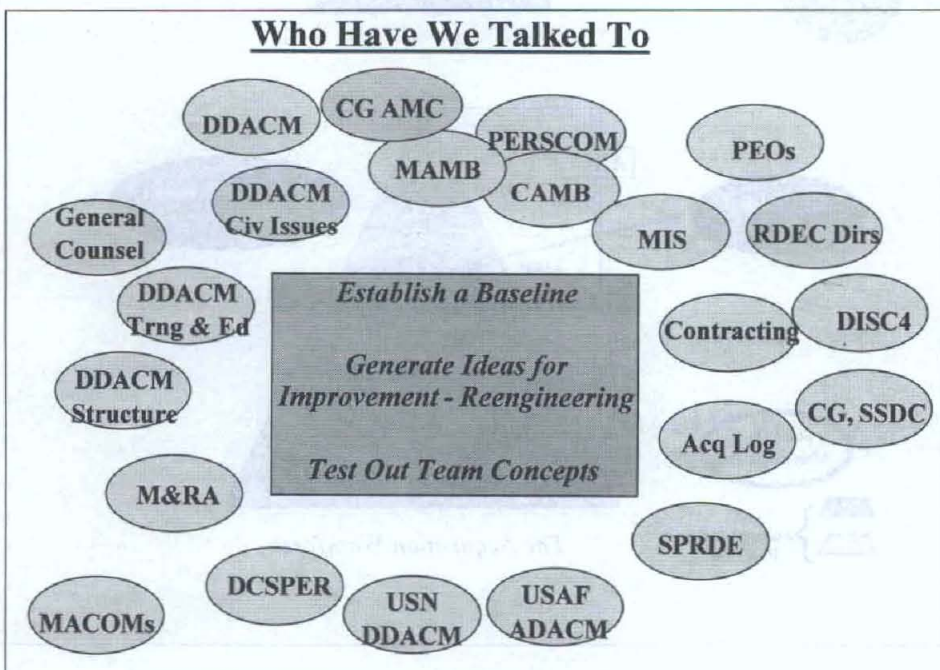 Who Have We Talked To
DDACM
CG AMC
PERSCOM
PEOs
MAMB
DDACM
Civ Issues
CAMB
General
Counsel
MIS
RDEC Dirs
DDACM
Trng & Ed
Establish a Baseline
Contracting
DISC4
Generate Ideas for
Improvement - Reengineering
DDACM
Structure
CG, SSDC
Acq Log
Test Out Team Concepts
M&RA
SPRDE
DCSPER
USN
DDACM
USAF
ADACM
MACOMs